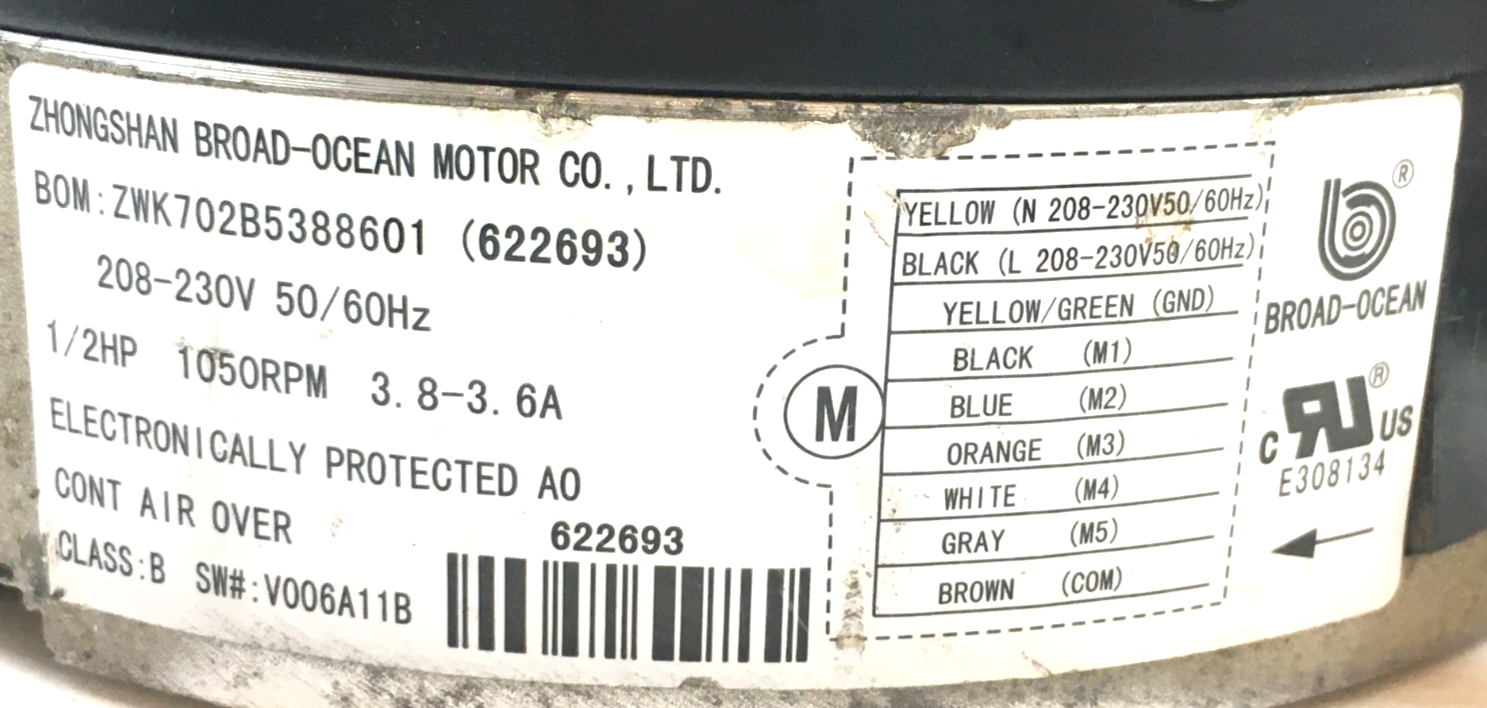 ZHONGSHAN BROAD-OCEAN MOTOR CO.,LTD.
BOM:ZWK702B5388601 (622693)
208-230V 50/60Hz
1/2HP 1050RPM 3.8-3.6A
ELECTRONICALLY PROTECTED AO
CONT AIR OVER
CLASS:B SW#:V006A11B
622693
M
YELLOW (N 208-230V50/60Hz)
BLACK (L 208-230V50/60Hz)
YELLOW/GREEN (GND)
BLACK (M1)
BLUE (M2)
ORANGE (M3)
WHITE (M4)
GRAY (M5)
BROWN (COM)
b ®
BROAD-OCEAN
c RU ® US
E308134